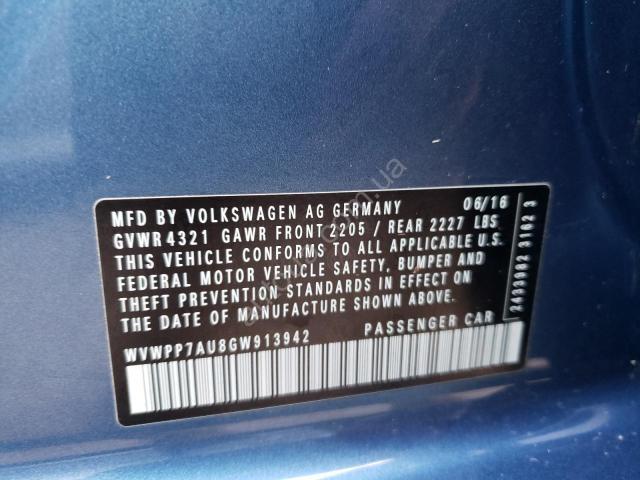 MFD BY VOLKSWAGEN AG GERMANY 06/16
GVWR 4321 GAWR FRONT 2205 / REAR 2227 LBS
THIS VEHICLE CONFORMS TO ALL APPLICABLE U.S.
FEDERAL MOTOR VEHICLE SAFETY, BUMPER AND
THEFT PREVENTION STANDARDS IN EFFECT ON
THE DATE OF MANUFACTURE SHOWN ABOVE.
WVWPP7AU8GW913942 PASSENGER CAR